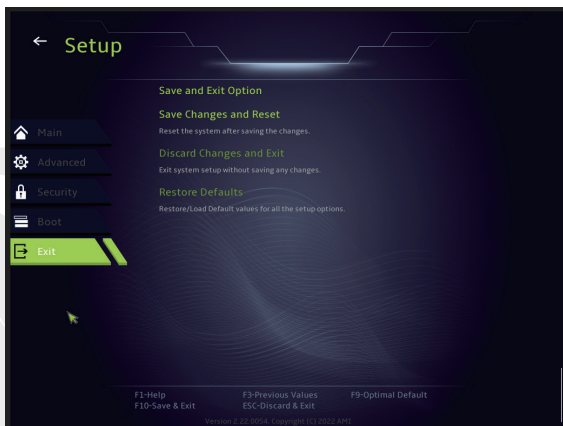 Setup
Save and Exit Option
Save Changes and Reset
Reset the system after saving the changes.
Main
Discard Changes and Exit
Advanced
Exit system setup without saving any changes.
Security
Restore Defaults
Restore/Load Default values for all the setup options.
Boot
Exit
F1-Help F3-Previous Values F9-Optimal Default
F10-Save & Exit ESC-Discard & Exit
Version 2.22.0054. Copyright (C) 2022 AMI